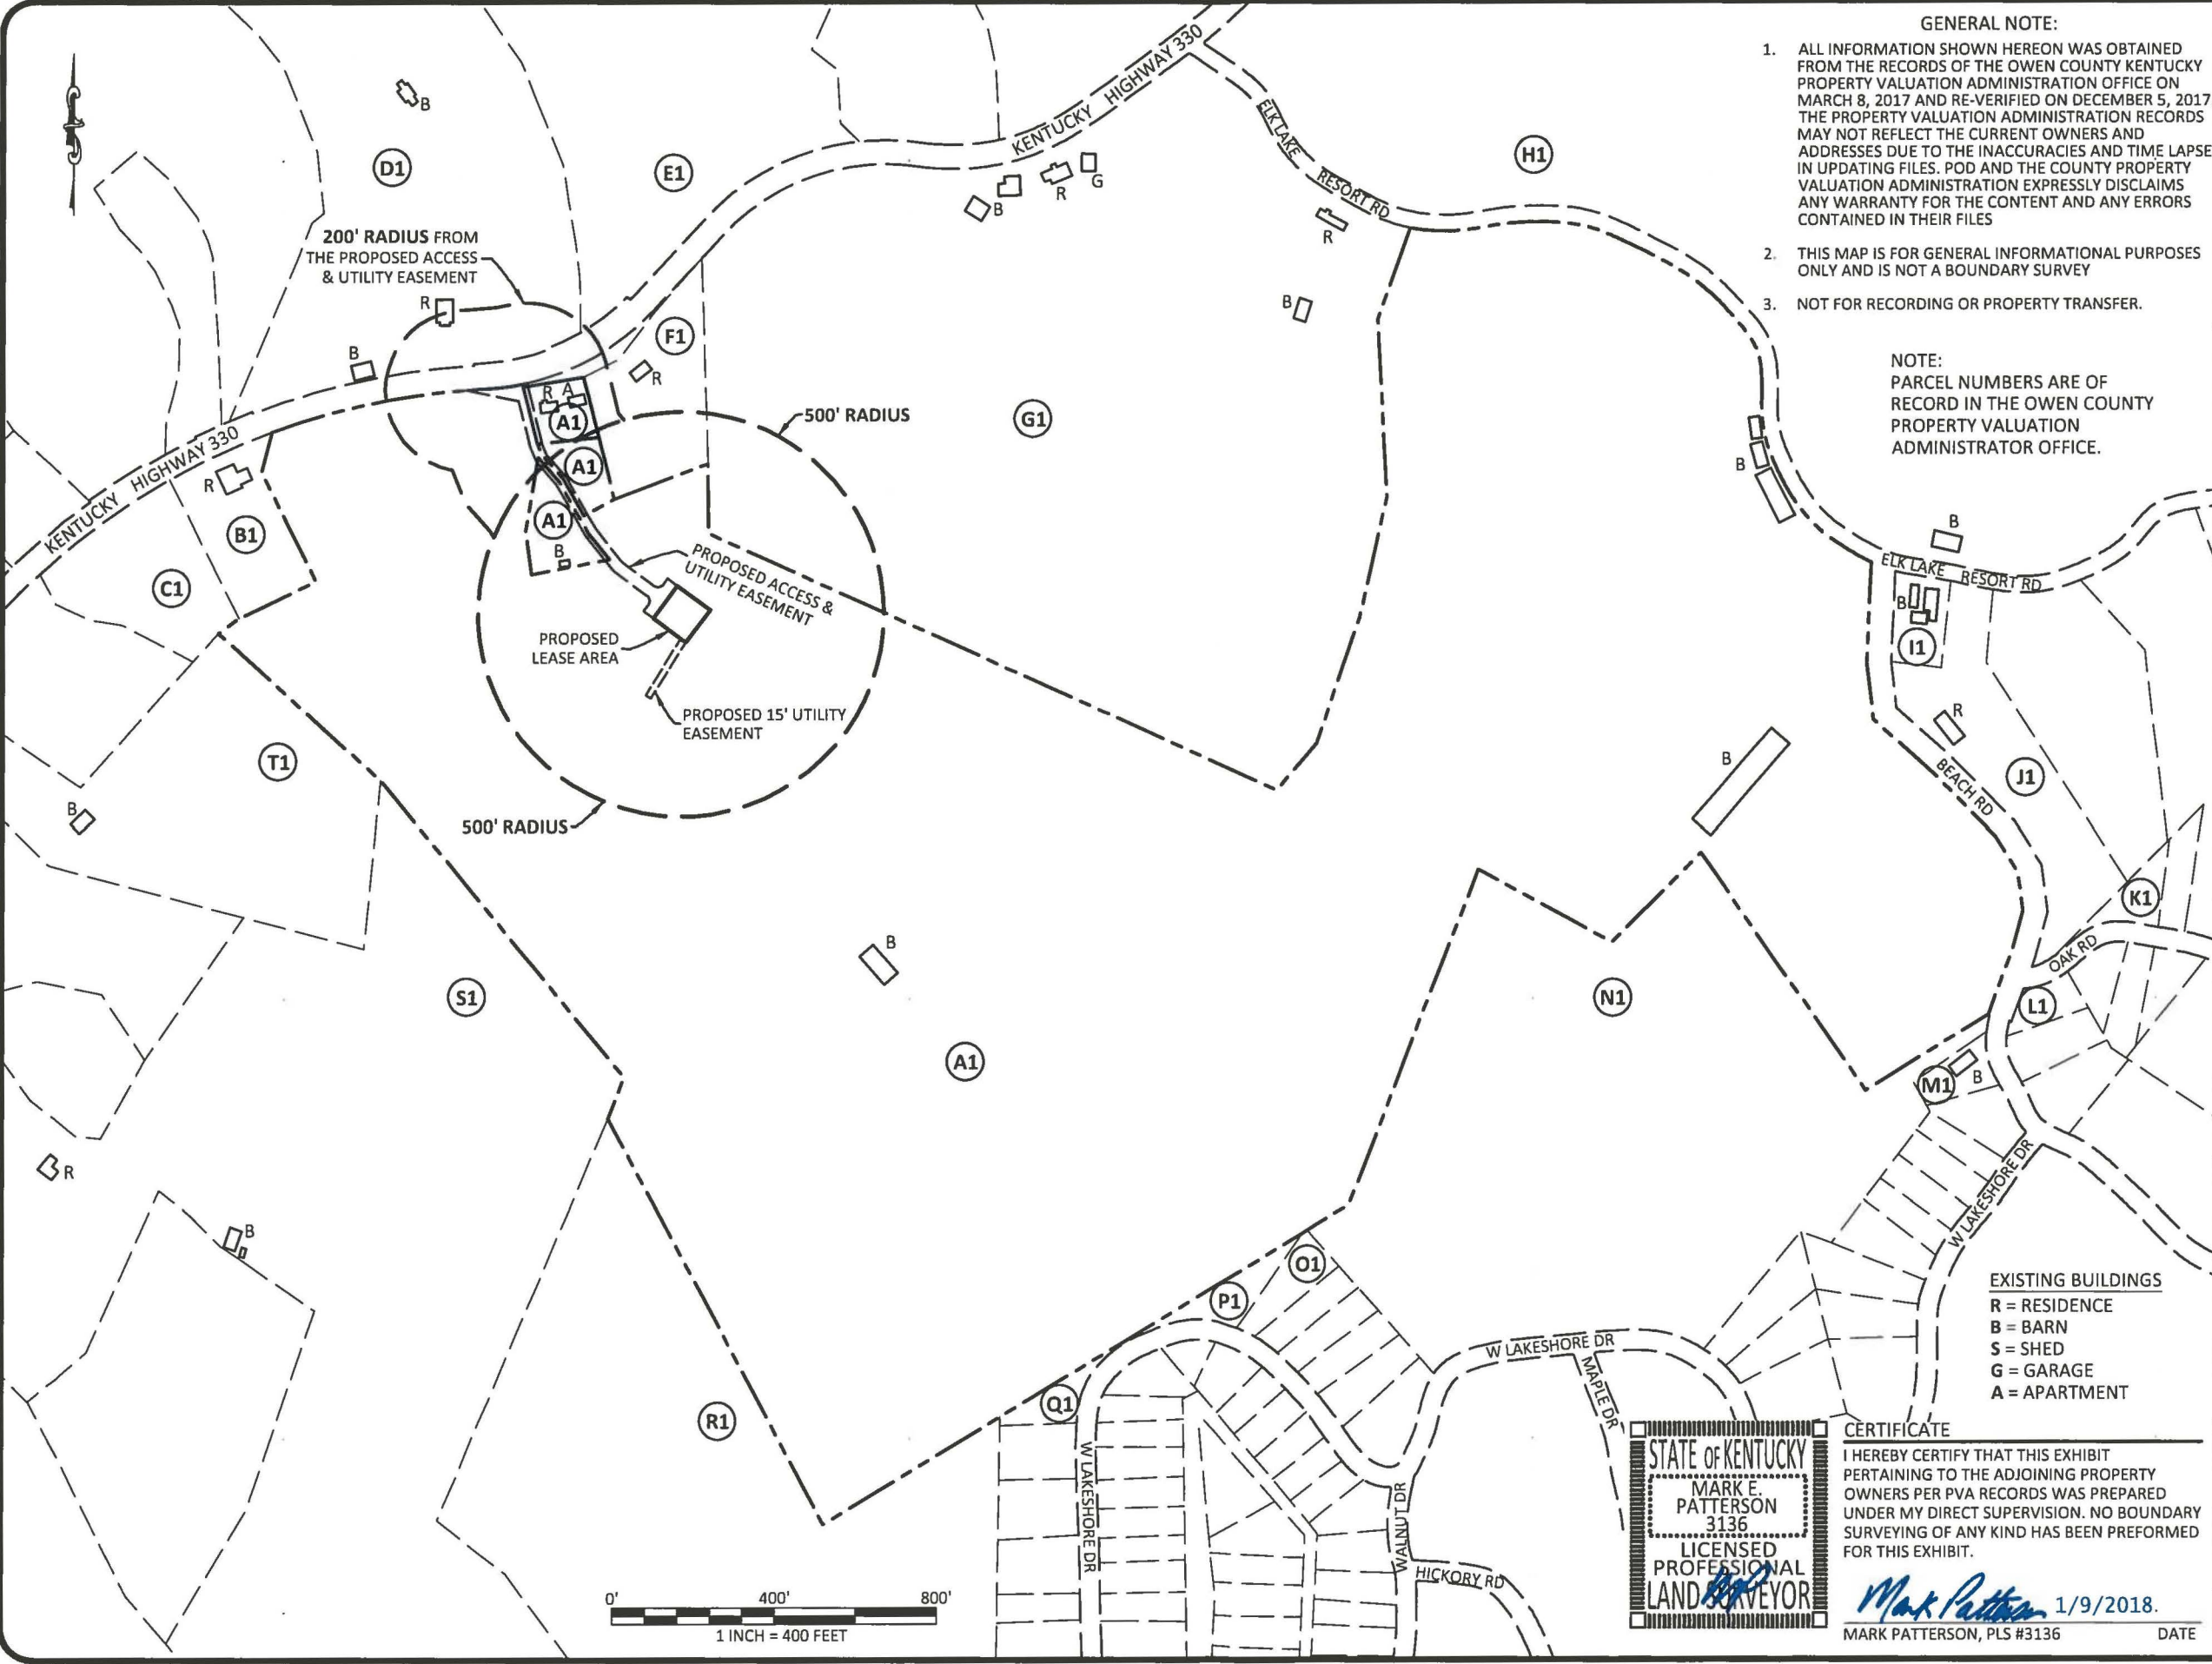 GENERAL NOTE:
1. ALL INFORMATION SHOWN HEREON WAS OBTAINED
FROM THE RECORDS OF THE OWEN COUNTY KENTUCKY
PROPERTY VALUATION ADMINISTRATION OFFICE ON
MARCH 8, 2017 AND RE-VERIFIED ON DECEMBER 5, 2017
THE PROPERTY VALUATION ADMINISTRATION RECORDS
MAY NOT REFLECT THE CURRENT OWNERS AND
ADDRESSES DUE TO THE INACCURACIES AND TIME LAPSE
IN UPDATING FILES. POD AND THE COUNTY PROPERTY
VALUATION ADMINISTRATION EXPRESSLY DISCLAIMS
ANY WARRANTY FOR THE CONTENT AND ANY ERRORS
CONTAINED IN THEIR FILES
2. THIS MAP IS FOR GENERAL INFORMATIONAL PURPOSES
ONLY AND IS NOT A BOUNDARY SURVEY
3. NOT FOR RECORDING OR PROPERTY TRANSFER.
NOTE:
PARCEL NUMBERS ARE OF
RECORD IN THE OWEN COUNTY
PROPERTY VALUATION
ADMINISTRATOR OFFICE.
KENTUCKY HIGHWAY 330
ELK LAKE RESORT RD
B
D1
E1
H1
B
R
G
R
200' RADIUS FROM
THE PROPOSED ACCESS
& UTILITY EASEMENT
R
B
F1
R
B
R A
A1
500' RADIUS
G1
KENTUCKY HIGHWAY 330
R
A1
B
B1
A1
B
B
C1
PROPOSED ACCESS &
UTILITY EASEMENT
ELK LAKE RESORT RD
B
PROPOSED
LEASE AREA
I1
PROPOSED 15' UTILITY
EASEMENT
R
T1
B
BEACH RD
J1
B
500' RADIUS
K1
B
OAK RD
S1
N1
L1
A1
M1
B
R
W LAKESHORE DR
B
O1
P1
EXISTING BUILDINGS
R = RESIDENCE
B = BARN
S = SHED
G = GARAGE
A = APARTMENT
W LAKESHORE DR
MAPLE DR
Q1
R1
W LAKESHORE DR
WALNUT DR
HICKORY RD
STATE OF KENTUCKY
MARK E.
PATTERSON
3136
LICENSED
PROFESSIONAL
LAND SURVEYOR
CERTIFICATE
I HEREBY CERTIFY THAT THIS EXHIBIT
PERTAINING TO THE ADJOINING PROPERTY
OWNERS PER PVA RECORDS WAS PREPARED
UNDER MY DIRECT SUPERVISION. NO BOUNDARY
SURVEYING OF ANY KIND HAS BEEN PREFORMED
FOR THIS EXHIBIT.
Mark Patterson 1/9/2018.
MARK PATTERSON, PLS #3136 DATE
0' 400' 800'
1 INCH = 400 FEET